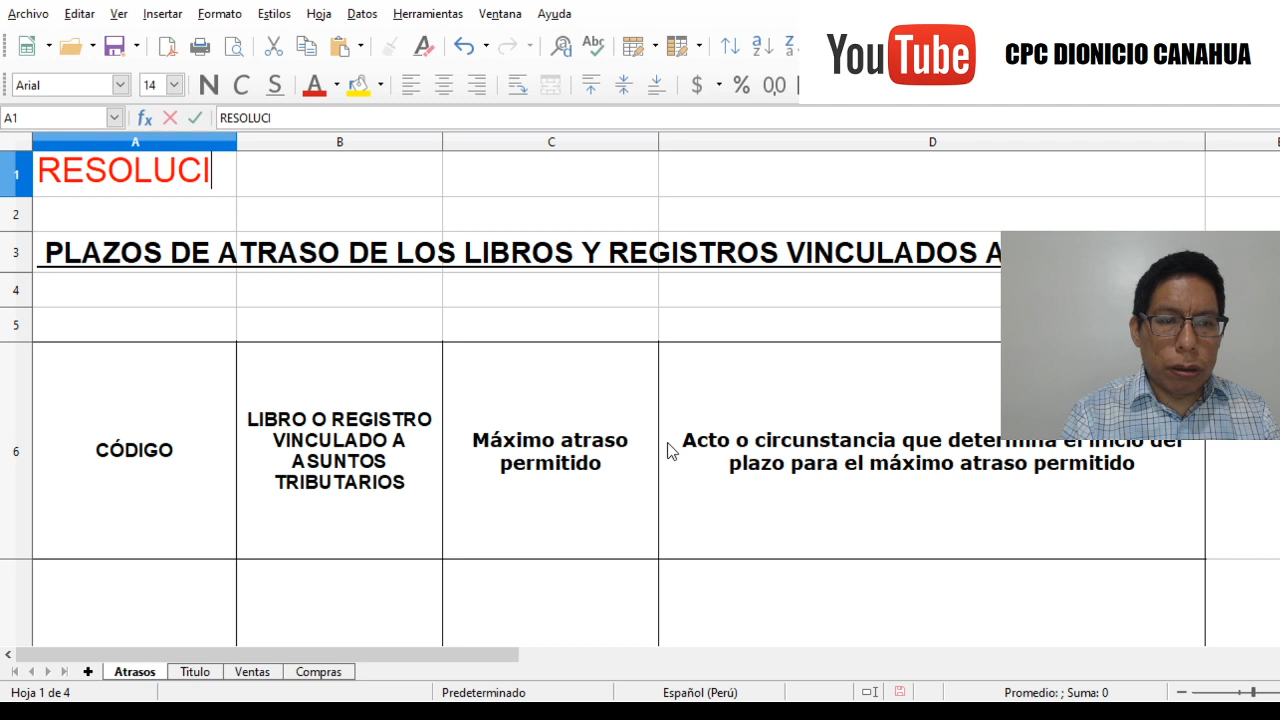 Archivo Editar Ver Insertar Formato Estilos Hoja Datos Herramientas Ventana Ayuda
YouTube CPC DIONICIO CANAHUA
Arial 14 N C S A $ % 0,0
A1 fx RESOLUCI
A B C D
1 RESOLUCI
2
3 PLAZOS DE ATRASO DE LOS LIBROS Y REGISTROS VINCULADOS A
4
5
6
CÓDIGO
LIBRO O REGISTRO
VINCULADO A
ASUNTOS
TRIBUTARIOS
Máximo atraso
permitido
Acto o circunstancia que determina el inicio del
plazo para el máximo atraso permitido
Atrasos Titulo Ventas Compras
Hoja 1 de 4 Predeterminado Español (Perú) Promedio: ; Suma: 0